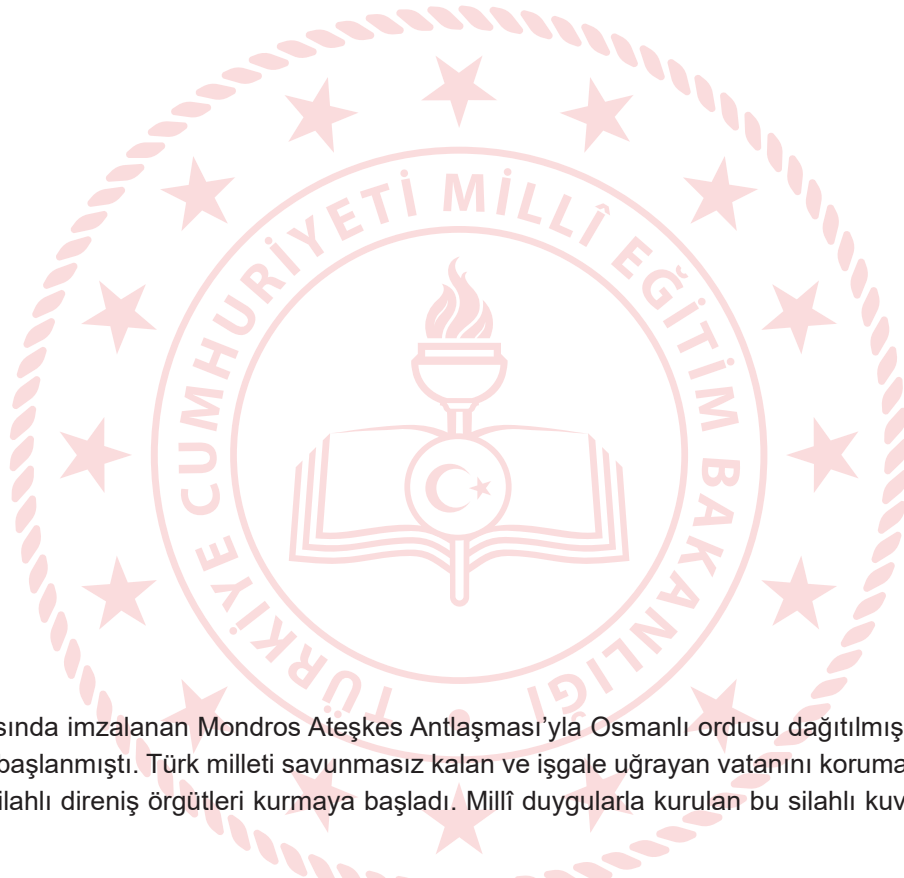 TÜRKİYE CUMHURİYETİ MİLLÎ EĞİTİM BAKANLIĞI
sında imzalanan Mondros Ateşkes Antlaşması’yla Osmanlı ordusu dağıtılmış
başlanmıştı. Türk milleti savunmasız kalan ve işgale uğrayan vatanını koruma
ilahlı direniş örgütleri kurmaya başladı. Millî duygularla kurulan bu silahlı kuv